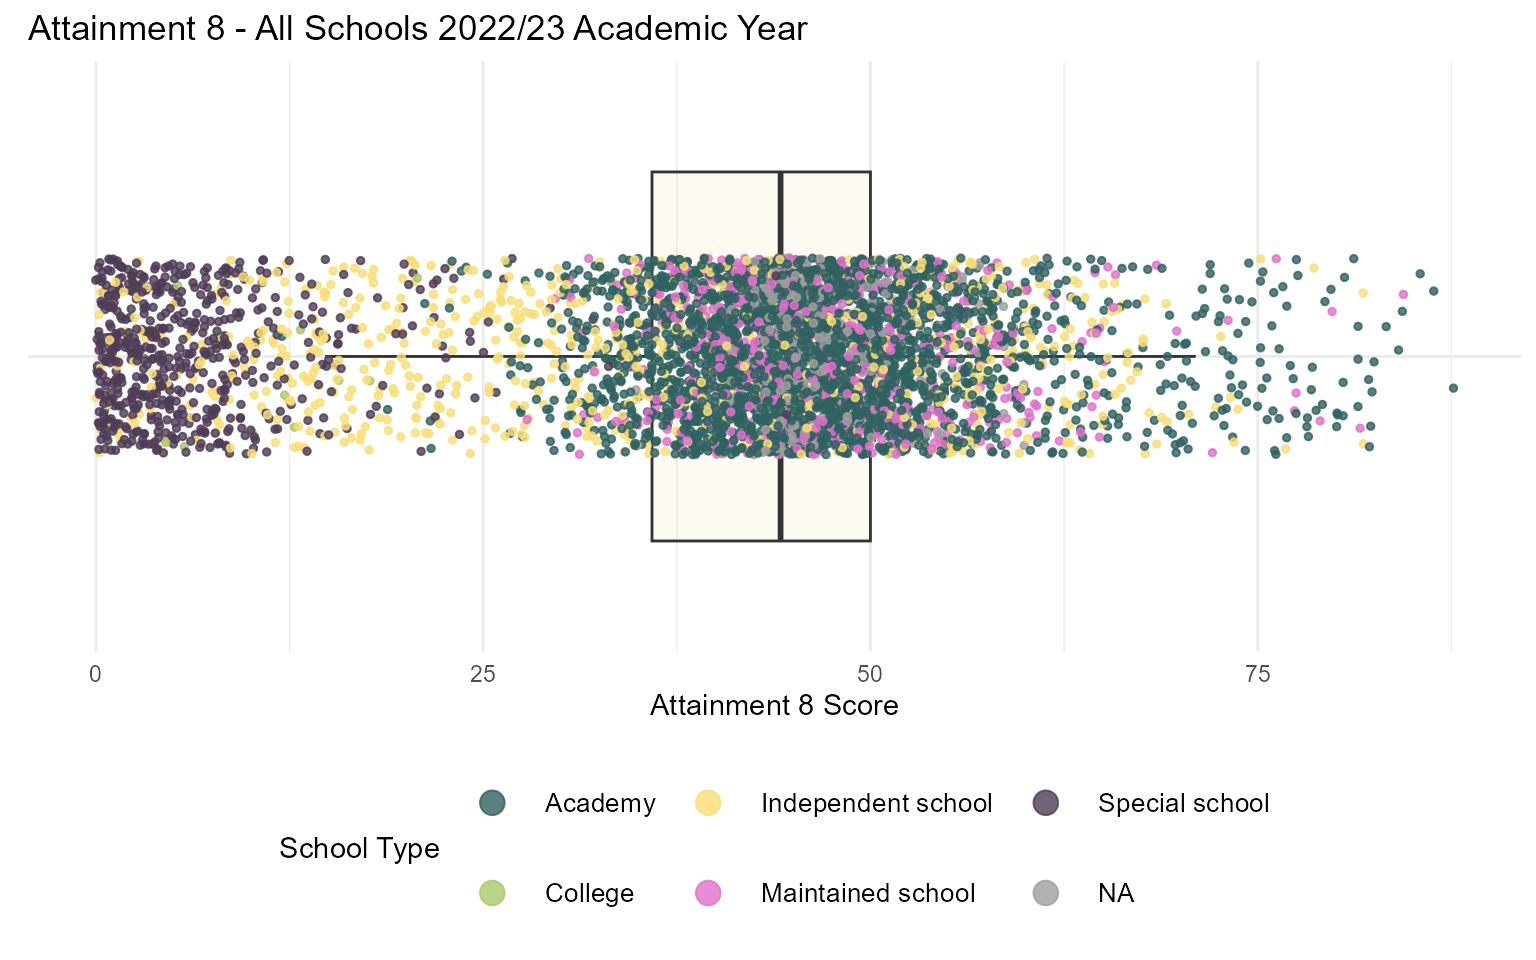 Attainment 8 - All Schools 2022/23 Academic Year
0
25
50
75
Attainment 8 Score
School Type
Academy
Independent school
Special school
College
Maintained school
NA